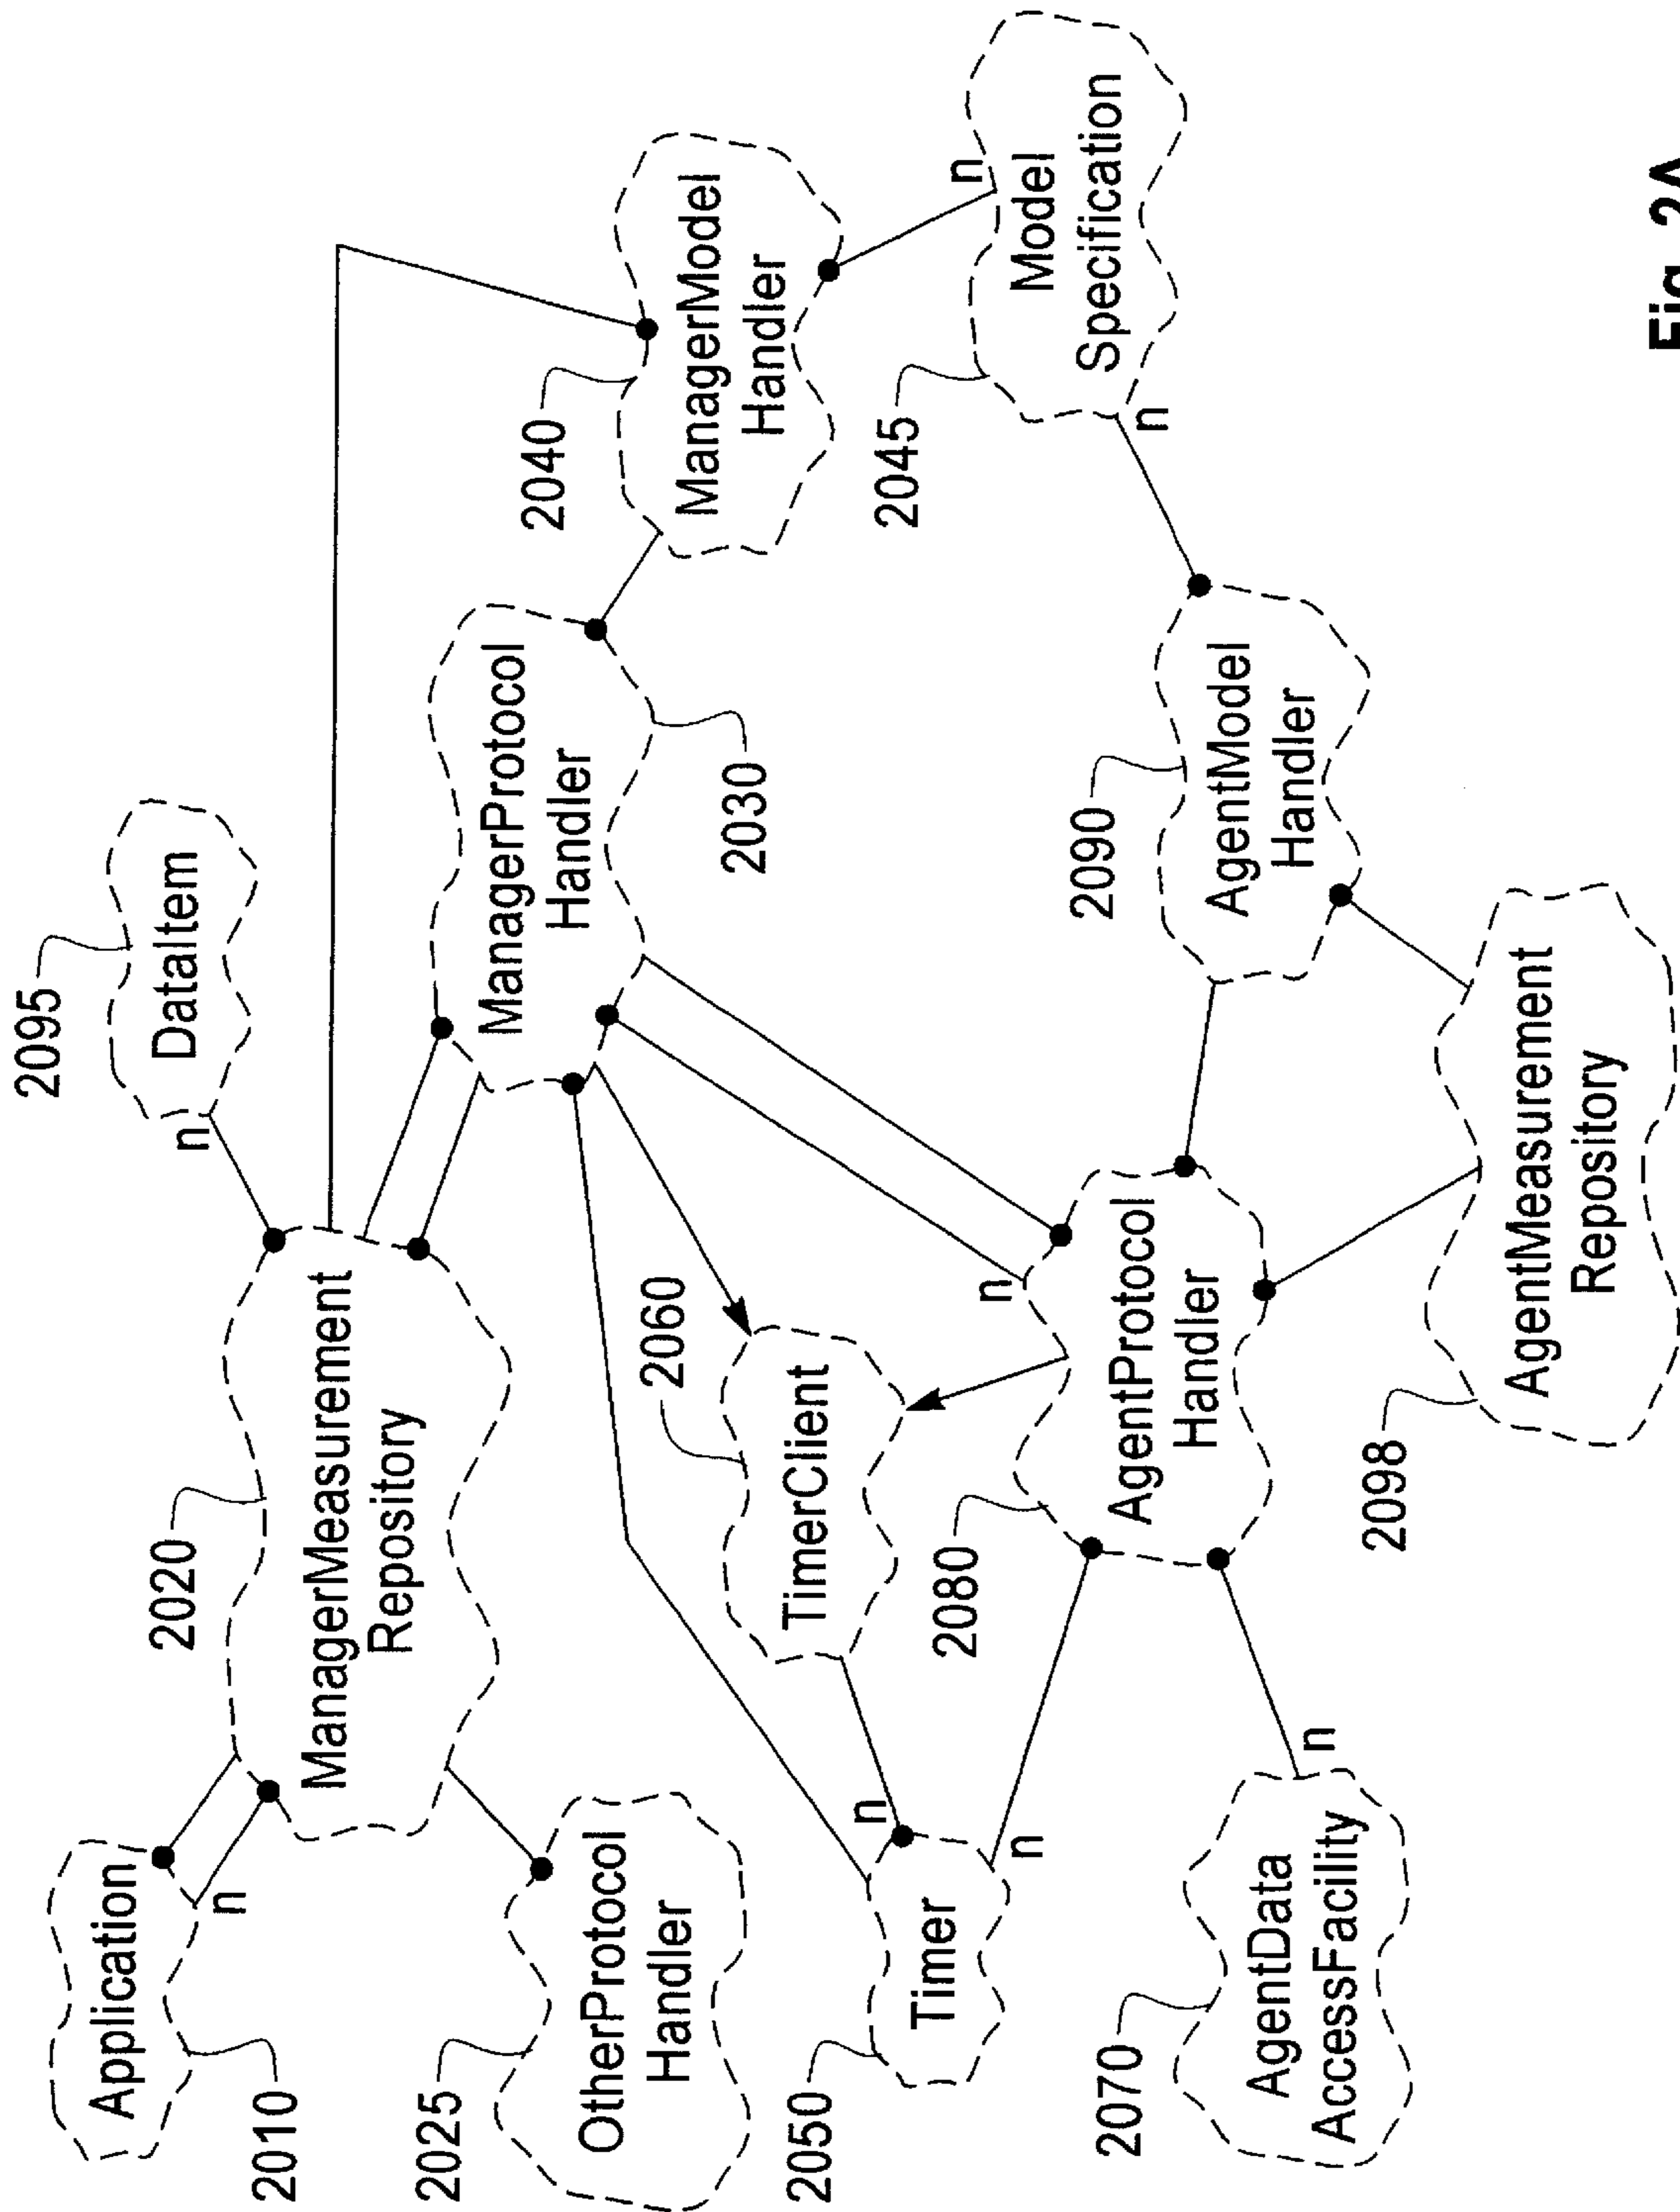 2095
DataItem
n
2010
Application
n
2020
ManagerMeasurement
Repository
2025
OtherProtocol
Handler
ManagerProtocol
Handler
2030
2040
ManagerModel
Handler
n
2045
Model
Specification
n
2050
Timer
n
n
2060
TimerClient
2070
AgentData
AccessFacility
n
2080
AgentProtocol
Handler
n
2090
AgentModel
Handler
2098
AgentMeasurement
Repository
Fig. 2A